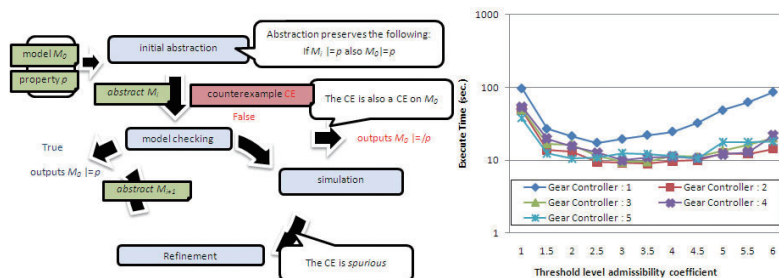 model M0
property p
initial abstraction
Abstraction preserves the following:
If Mi |=p also M0|=p
abstract Mi
counterexample CE
False
The CE is also a CE on M0
model checking
True
outputs M0 |=p
outputs M0 |=/p
abstract Mi+1
simulation
Refinement
The CE is spurious
Execute Time (sec.)
1000
100
10
1
Gear Controller : 1
Gear Controller : 2
Gear Controller : 3
Gear Controller : 4
Gear Controller : 5
1 1.5 2 2.5 3 3.5 4 4.5 5 5.5 6
Threshold level admissibility coefficient